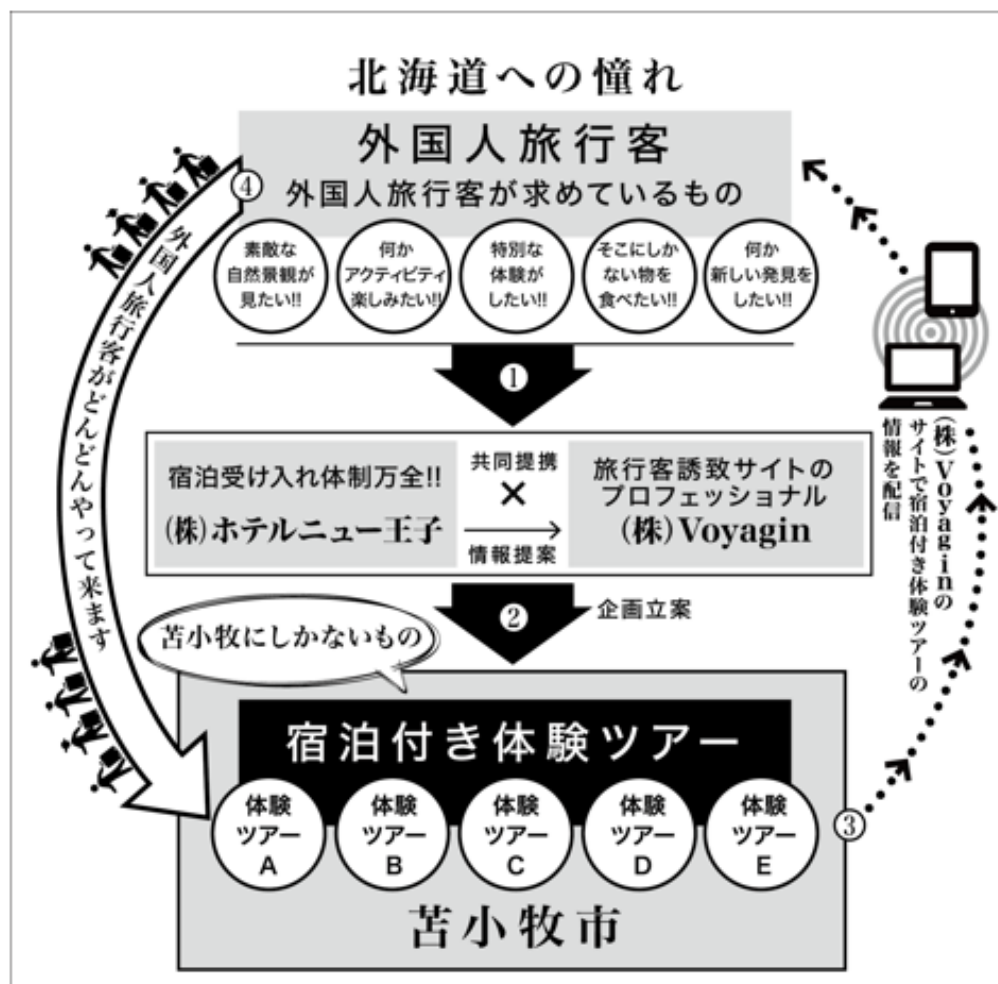 北海道への憧れ
外国人旅行客
④
外国人旅行客が求めているもの
素敵な
自然景観が
見たい!!
何か
アクティビティ
楽しみたい!!
特別な
体験が
したい!!
そこにしか
ない物を
食べたい!!
何か
新しい発見を
したい!!
①
宿泊受け入れ体制万全!!
(株)ホテルニュー王子
共同提携
×
情報提案
旅行客誘致サイトの
プロフェッショナル
(株)Voyagin
②
企画立案
苫小牧にしかないもの
宿泊付き体験ツアー
体験
ツアー
A
体験
ツアー
B
体験
ツアー
C
体験
ツアー
D
体験
ツアー
E
苫小牧市
③
(株)Voyaginの
サイトで宿泊付き体験ツアーの
情報を配信
外国人旅行客がどんどんやって来ます